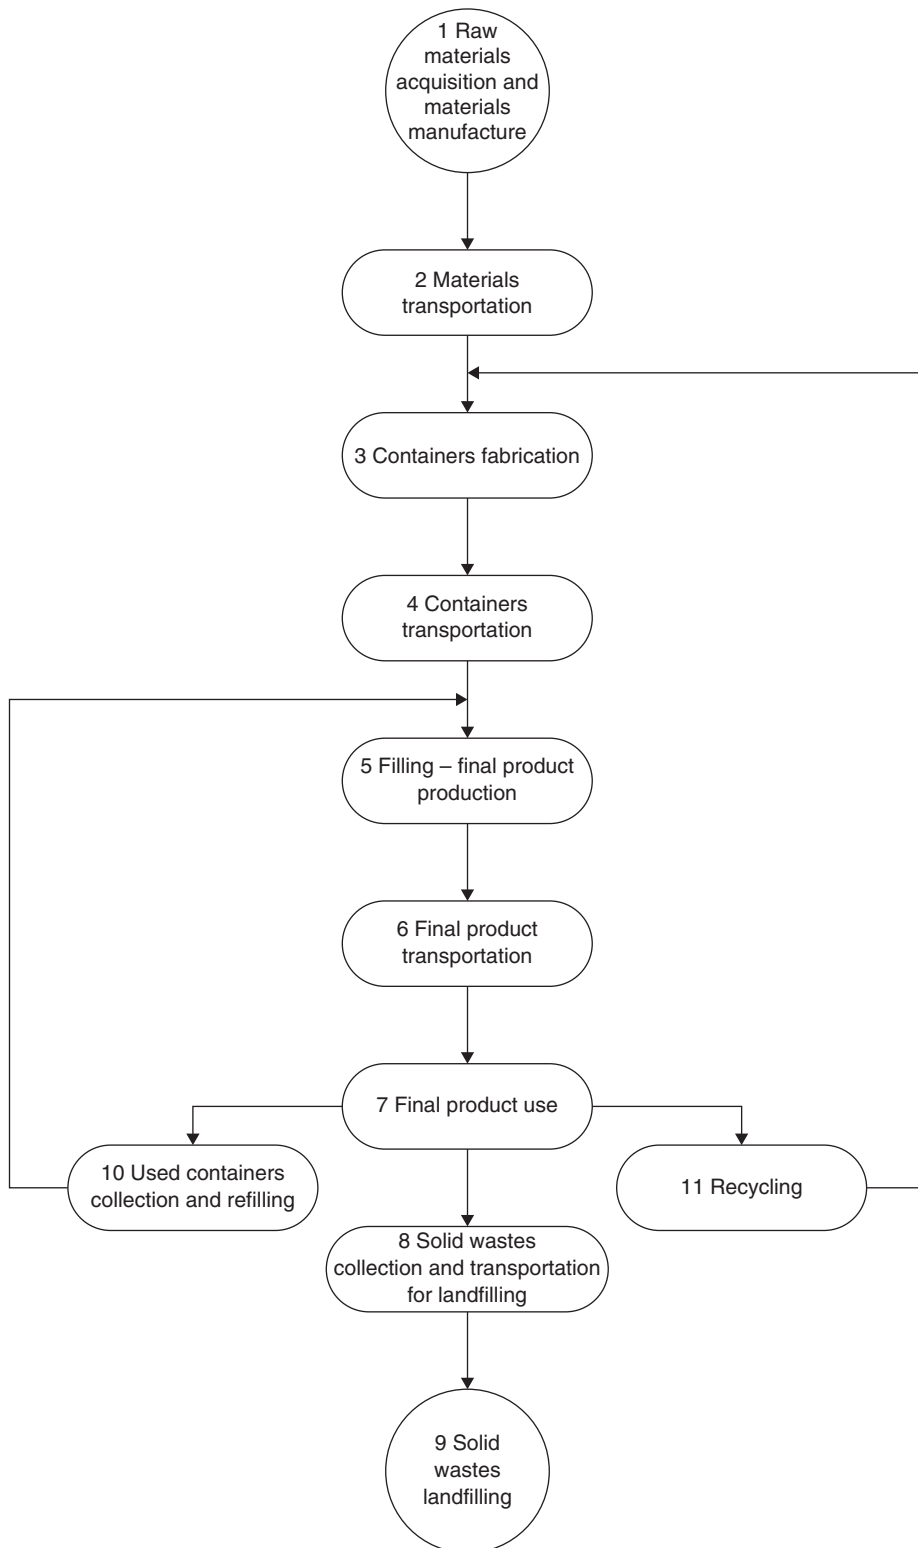 1 Raw
materials
acquisition and
materials
manufacture
2 Materials
transportation
3 Containers fabrication
4 Containers
transportation
5 Filling – final product
production
6 Final product
transportation
7 Final product use
10 Used containers
collection and refilling
11 Recycling
8 Solid wastes
collection and transportation
for landfilling
9 Solid
wastes
landfilling